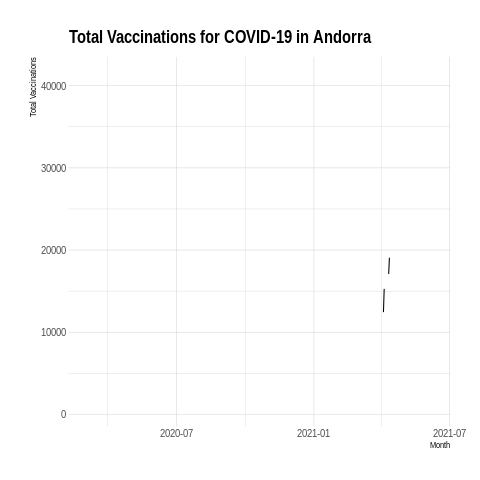 Total Vaccinations for COVID-19 in Andorra
Total Vaccinations
40000
30000
20000
10000
0
2020-07 2021-01 2021-07
Month